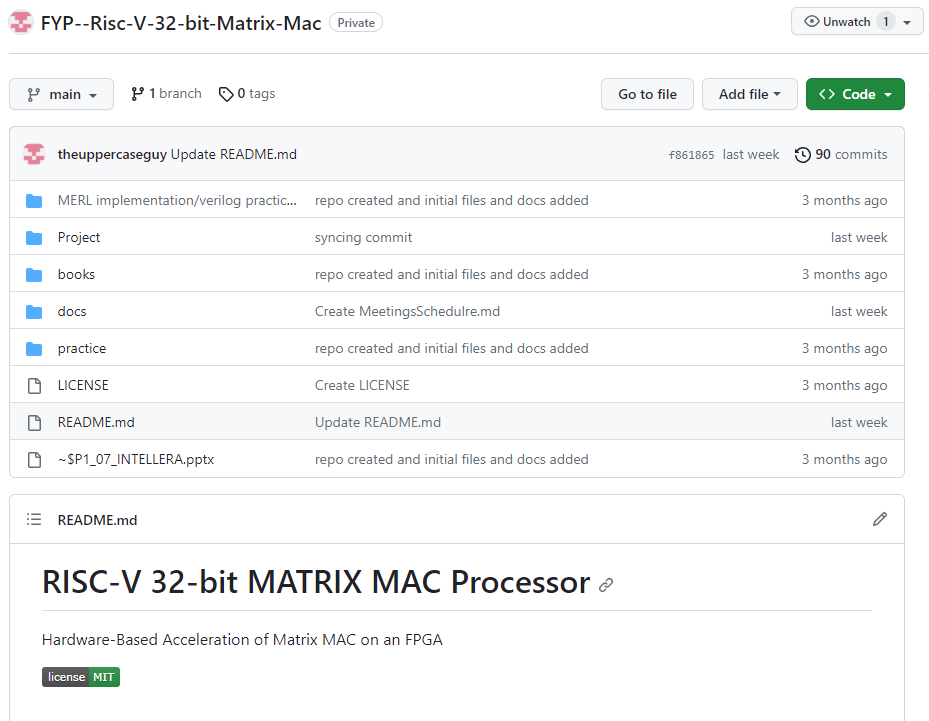 FYP--Risc-V-32-bit-Matrix-Mac Private Unwatch 1
main 1 branch 0 tags Go to file Add file <> Code
theuppercaseguy Update README.md f861865 last week 90 commits
MERL implementation/verilog practic... repo created and initial files and docs added 3 months ago
Project syncing commit last week
books repo created and initial files and docs added 3 months ago
docs Create MeetingsSchedulre.md last week
practice repo created and initial files and docs added 3 months ago
LICENSE Create LICENSE 3 months ago
README.md Update README.md last week
~$P1_07_INTELLERA.pptx repo created and initial files and docs added 3 months ago
README.md
RISC-V 32-bit MATRIX MAC Processor
Hardware-Based Acceleration of Matrix MAC on an FPGA
license MIT